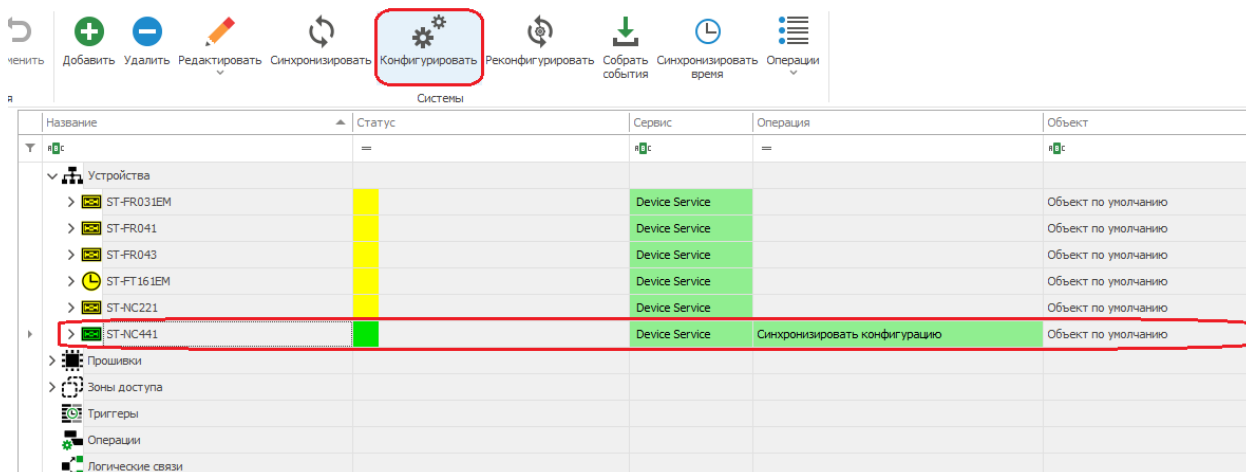 менить
Добавить Удалить Редактировать Синхронизировать Конфигурировать Реконфигурировать Собрать события Синхронизировать время Операции
я
Системы
Название Статус Сервис Операция Объект
ABC = ABC = ABC
Устройства
ST-FR031EM Device Service Объект по умолчанию
ST-FR041 Device Service Объект по умолчанию
ST-FR043 Device Service Объект по умолчанию
ST-FT161EM Device Service Объект по умолчанию
ST-NC221 Device Service Объект по умолчанию
ST-NC441 Device Service Синхронизировать конфигурацию Объект по умолчанию
Прошивки
Зоны доступа
Триггеры
Операции
Логические связи